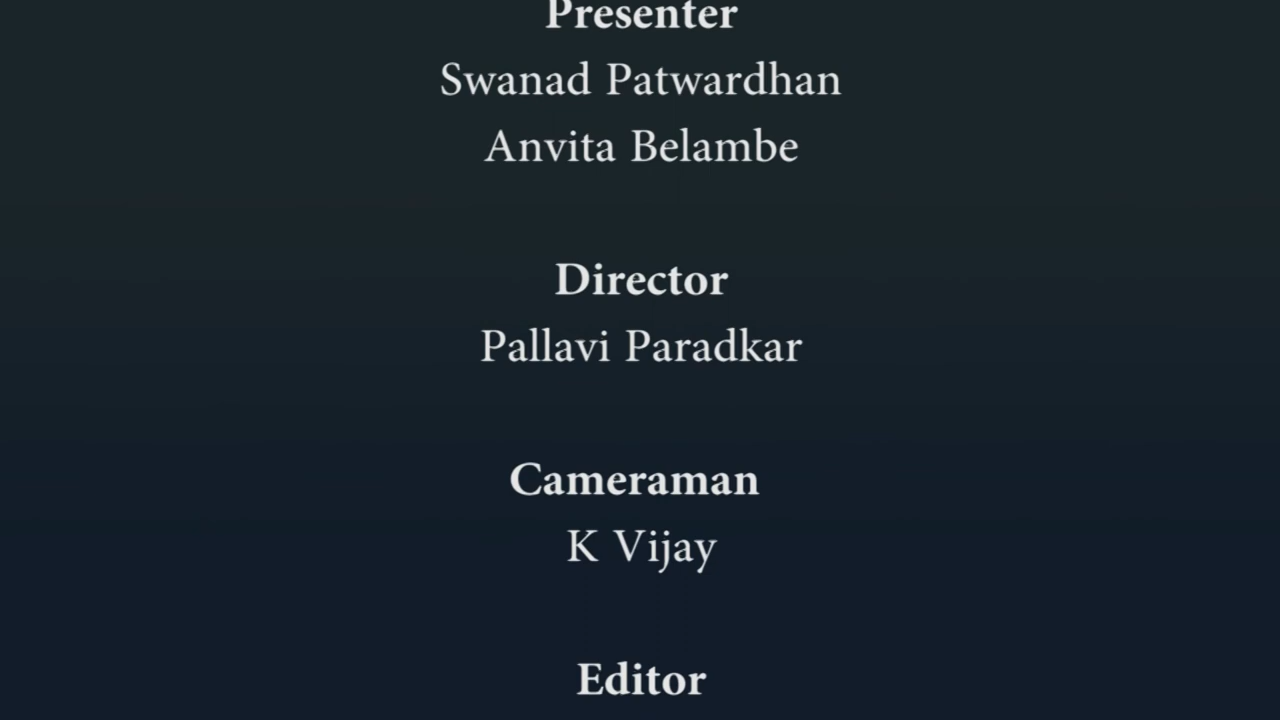 Presenter
Swanad Patwardhan
Anvita Belambe
Director
Pallavi Paradkar
Cameraman
K Vijay
Editor